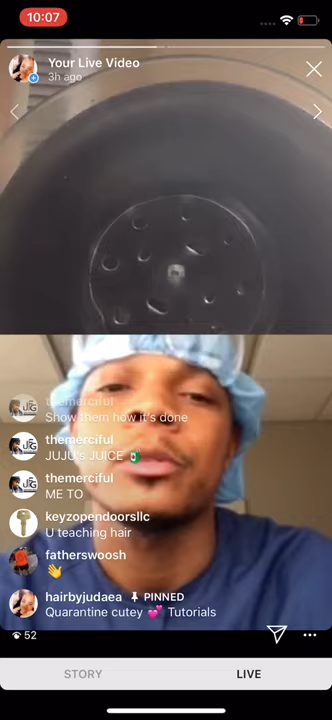 10:07
Your Live Video
3h ago
themerciful
Show them how it's done
themerciful
JUJU's JUICE
themerciful
ME TO
keyzopendoorsllc
U teaching hair
fatherswoosh
👋
hairbyjudaea PINNED
Quarantine cutey 💕 Tutorials
52
STORY
LIVE